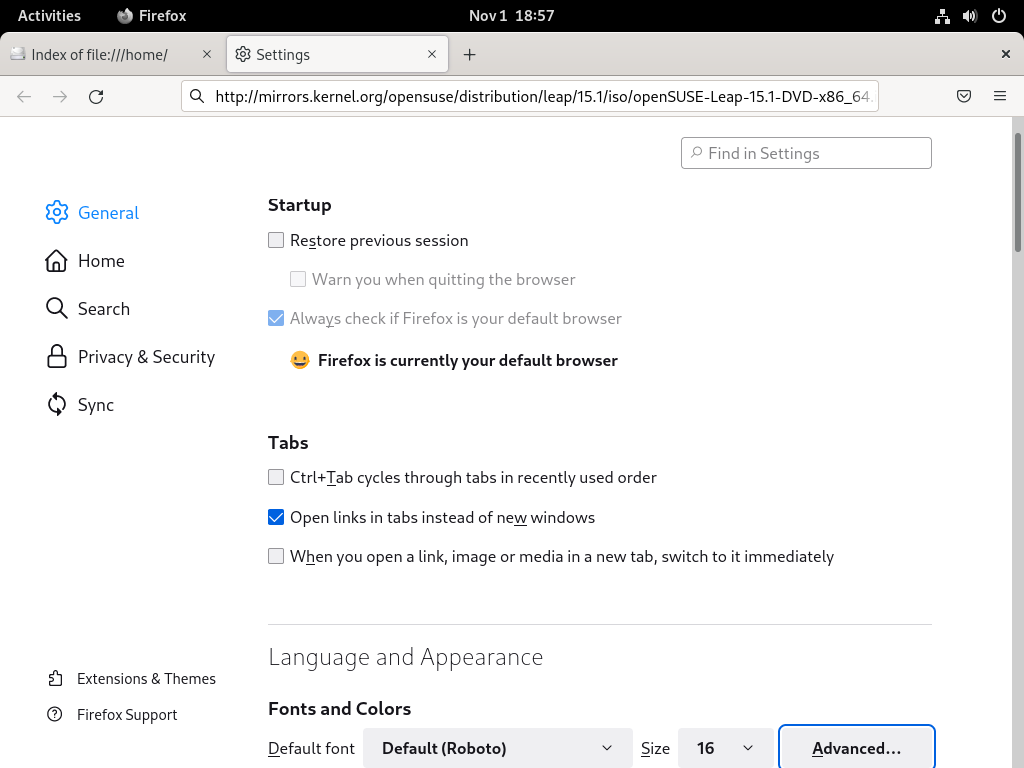 Activities Firefox Nov 1 18:57
Index of file:///home/ Settings
http://mirrors.kernel.org/opensuse/distribution/leap/15.1/iso/openSUSE-Leap-15.1-DVD-x86_64.
Find in Settings
General
Home
Search
Privacy & Security
Sync
Extensions & Themes
Firefox Support
Startup
Restore previous session
Warn you when quitting the browser
Always check if Firefox is your default browser
Firefox is currently your default browser
Tabs
Ctrl+Tab cycles through tabs in recently used order
Open links in tabs instead of new windows
When you open a link, image or media in a new tab, switch to it immediately
Language and Appearance
Fonts and Colors
Default font Default (Roboto) Size 16 Advanced...